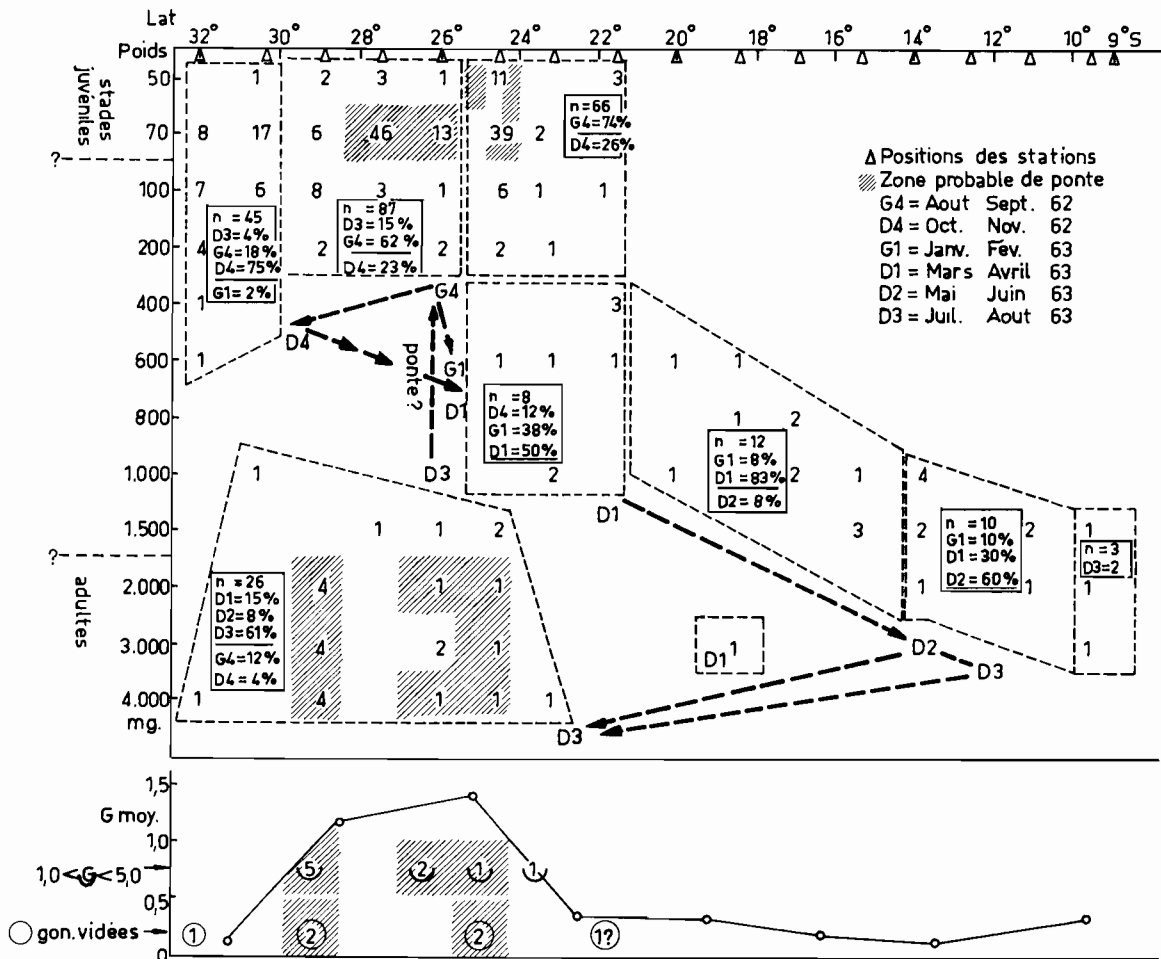 Lat
32° 30° 28° 26° 24° 22° 20° 18° 16° 14° 12° 10° 9°S
Poids
stades juvéniles
50 1 2 3 1 11 3
n=66
G4=74%
D4=26%
70 8 17 6 46 13 39 2
?
100 7 6 8 3 1 6 1 1
n = 45
D3=4%
G4=18%
D4=75%
G1=2%
n = 87
D3=15%
G4=62%
D4=23%
200 4 2 2 2 1
Δ Positions des stations
Zone probable de ponte
G4= Aout Sept. 62
D4= Oct. Nov. 62
G1= Janv. Fév. 63
D1= Mars Avril 63
D2= Mai Juin 63
D3= Juil. Aout 63
G4
400 1 3
D4
ponte?
G1
600 1 1 1 1 1 1
D1
n =8
D4=12%
G1=38%
D1=50%
800 1 2
n =12
G1=8%
D1=83%
D2=8%
D3
1.000 1 2 1 2 1 4
D1
1.500 1 1 2 3 2 1 1
n = 10
G1=10%
D1=30%
D2=60%
n=3
D3=2
?
adultes
2.000 4 1 1 1 1 1
n =26
D1=15%
D2=8%
D3=61%
G4=12%
D4=4%
3.000 4 2 1 D1 1 D2 1
D3
4.000 1 4 1 1 1
mg.
D3
1,5
G moy.
1,0
1,0<G<5,0 5 2 1 1
0,5
gon.vidées 1 2 2 1?
0